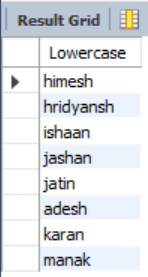 Result Grid
Lowercase
himesh
hridyansh
ishaan
jashan
jatin
adesh
karan
manak